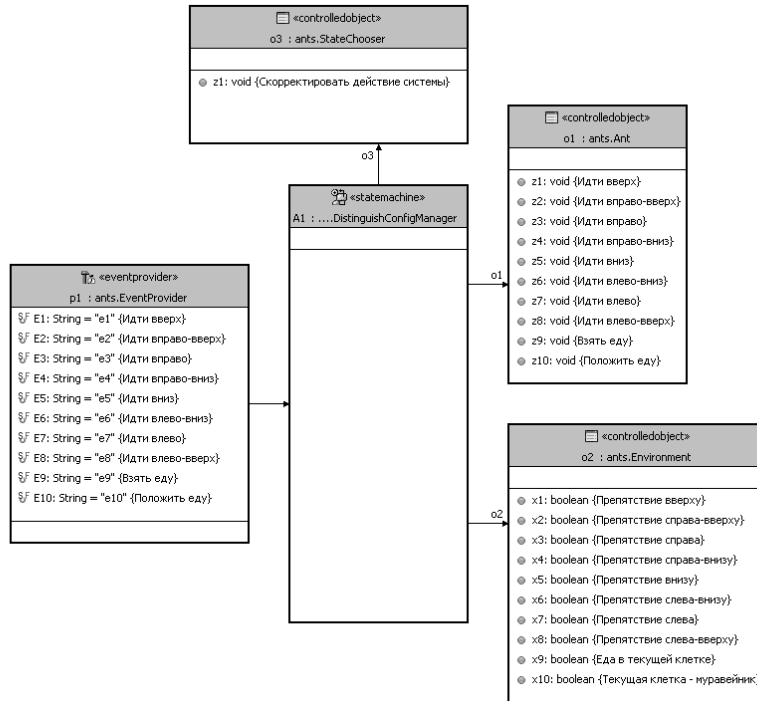 «controlledobject»
o3 : ants.StateChooser
z1: void {Скорректировать действие системы}
o3
«controlledobject»
o1 : ants.Ant
z1: void {Идти вверх}
z2: void {Идти вправо-вверх}
z3: void {Идти вправо}
z4: void {Идти вправо-вниз}
z5: void {Идти вниз}
z6: void {Идти влево-вниз}
z7: void {Идти влево}
z8: void {Идти влево-вверх}
z9: void {Взять еду}
z10: void {Положить еду}
«statemachine»
A1 : ....DistinguishConfigManager
o1
«eventprovider»
p1 : ants.EventProvider
E1: String = "e1" {Идти вверх}
E2: String = "e2" {Идти вправо-вверх}
E3: String = "e3" {Идти вправо}
E4: String = "e4" {Идти вправо-вниз}
E5: String = "e5" {Идти вниз}
E6: String = "e6" {Идти влево-вниз}
E7: String = "e7" {Идти влево}
E8: String = "e8" {Идти влево-вверх}
E9: String = "e9" {Взять еду}
E10: String = "e10" {Положить еду}
o2
«controlledobject»
o2 : ants.Environment
x1: boolean {Препятствие вверху}
x2: boolean {Препятствие справа-вверху}
x3: boolean {Препятствие справа}
x4: boolean {Препятствие справа-внизу}
x5: boolean {Препятствие внизу}
x6: boolean {Препятствие слева-внизу}
x7: boolean {Препятствие слева}
x8: boolean {Препятствие слева-вверху}
x9: boolean {Еда в текущей клетке}
x10: boolean {Текущая клетка - муравейник}